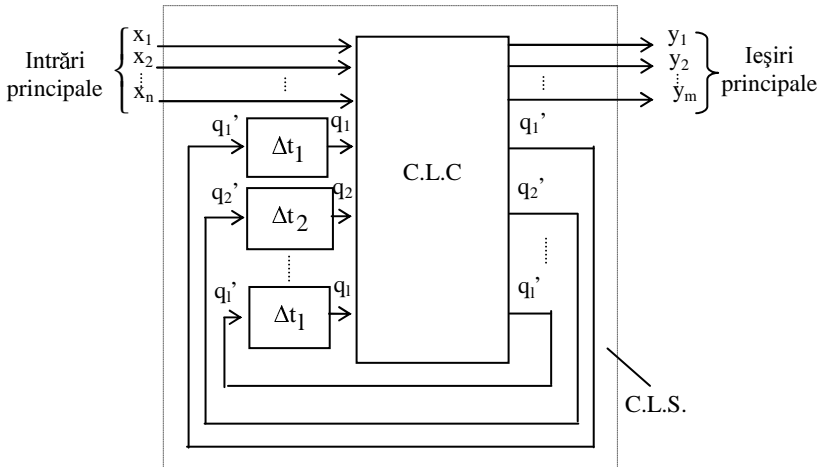 Intrări
principale
x₁
x₂
xₙ
y₁
y₂
yₘ
Ieşiri
principale
q₁’
Δt₁
q₁
C.L.C
q₁’
q₂’
Δt₂
q₂
q₂’
qₗ’
Δt₁
qₗ
qₗ’
C.L.S.